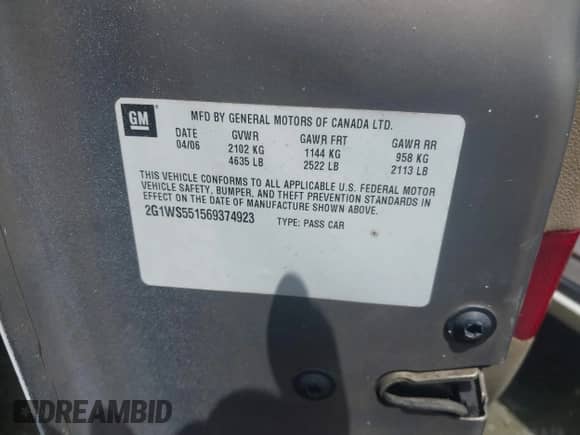 GM
MFD BY GENERAL MOTORS OF CANADA LTD.
DATE GVWR GAWR FRT GAWR RR
04/06 2102 KG 1144 KG 958 KG
4635 LB 2522 LB 2113 LB
THIS VEHICLE CONFORMS TO ALL APPLICABLE U.S. FEDERAL MOTOR
VEHICLE SAFETY, BUMPER, AND THEFT PREVENTION STANDARDS IN
EFFECT ON THE DATE OF MANUFACTURE SHOWN ABOVE.
2G1WS551569374923 TYPE: PASS CAR
DREAMBID